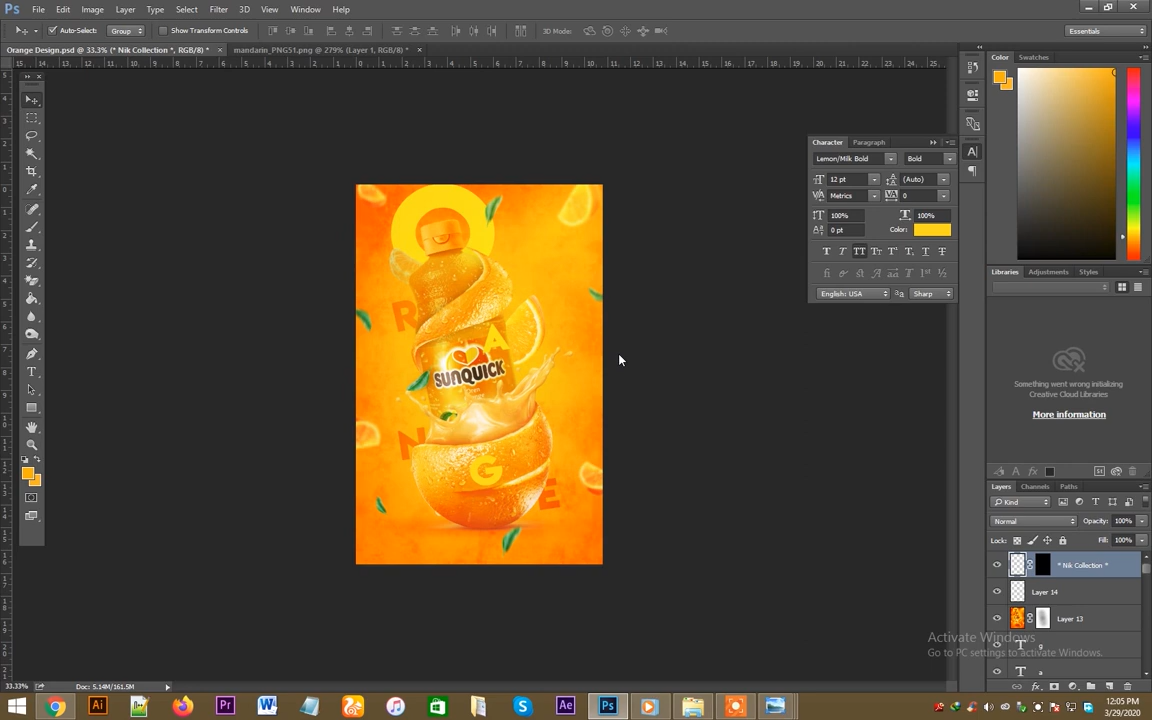 Ps File Edit Image Layer Type Select Filter 3D View Window Help
Auto-Select: Group Show Transform Controls 3D Mode: Essentials
Orange Design.psd @ 33.3% (* Nik Collection *, RGB/8) * × mandarin_PNG51.png @ 279% (Layer 1, RGB/8) * ×
Color Swatches
Character Paragraph
Lemon/Milk Bold Bold
12 pt (Auto)
Metrics 0
100% 100%
0 pt Color:
English: USA Sharp
Libraries Adjustments Styles
Something went wrong initializing
Creative Cloud Libraries
More information
R
A
SUNQUICK
N
G
E
Layers Channels Paths
Kind
Normal Opacity: 100%
Lock: Fill: 100%
* Nik Collection *
Layer 14
Layer 13
g
a
Activate Windows
Go to PC settings to activate Windows.
33.33% Doc: 5.14M/161.5M
12:05 PM
3/29/2020